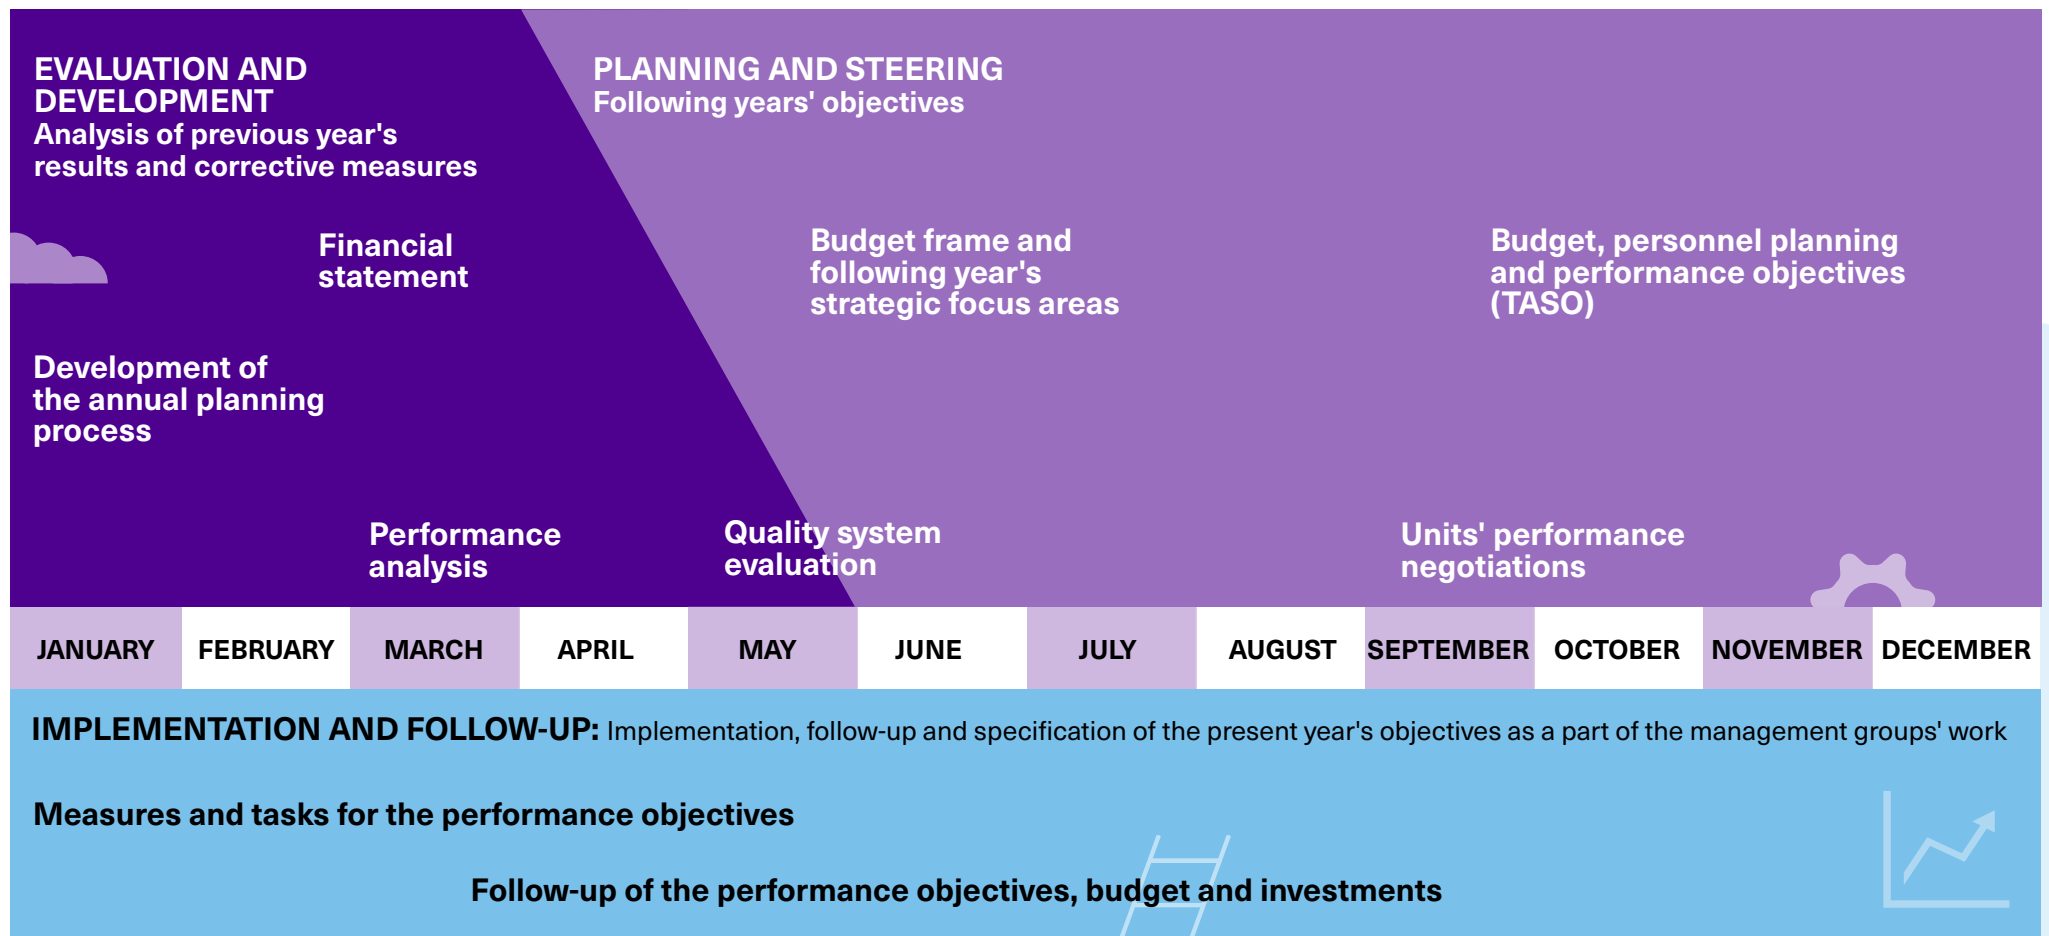 EVALUATION AND
DEVELOPMENT
Analysis of previous year's
results and corrective measures
PLANNING AND STEERING
Following years' objectives
Financial
statement
Budget frame and
following year's
strategic focus areas
Budget, personnel planning
and performance objectives
(TASO)
Development of
the annual planning
process
Performance
analysis
Quality system
evaluation
Units' performance
negotiations
JANUARY FEBRUARY MARCH APRIL MAY JUNE JULY AUGUST SEPTEMBER OCTOBER NOVEMBER DECEMBER
IMPLEMENTATION AND FOLLOW-UP: Implementation, follow-up and specification of the present year's objectives as a part of the management groups' work
Measures and tasks for the performance objectives
Follow-up of the performance objectives, budget and investments